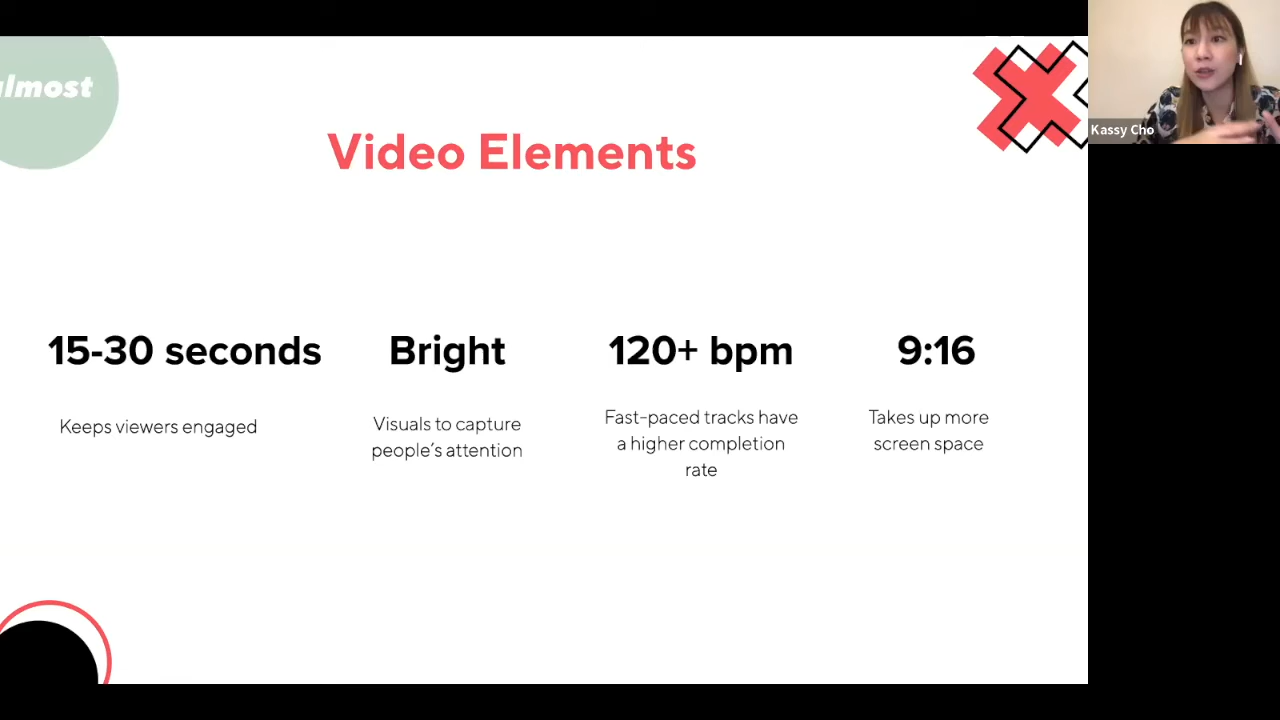 almost
Kassy Cho
Video Elements
15-30 seconds
Keeps viewers engaged
Bright
Visuals to capture
people’s attention
120+ bpm
Fast-paced tracks have
a higher completion
rate
9:16
Takes up more
screen space